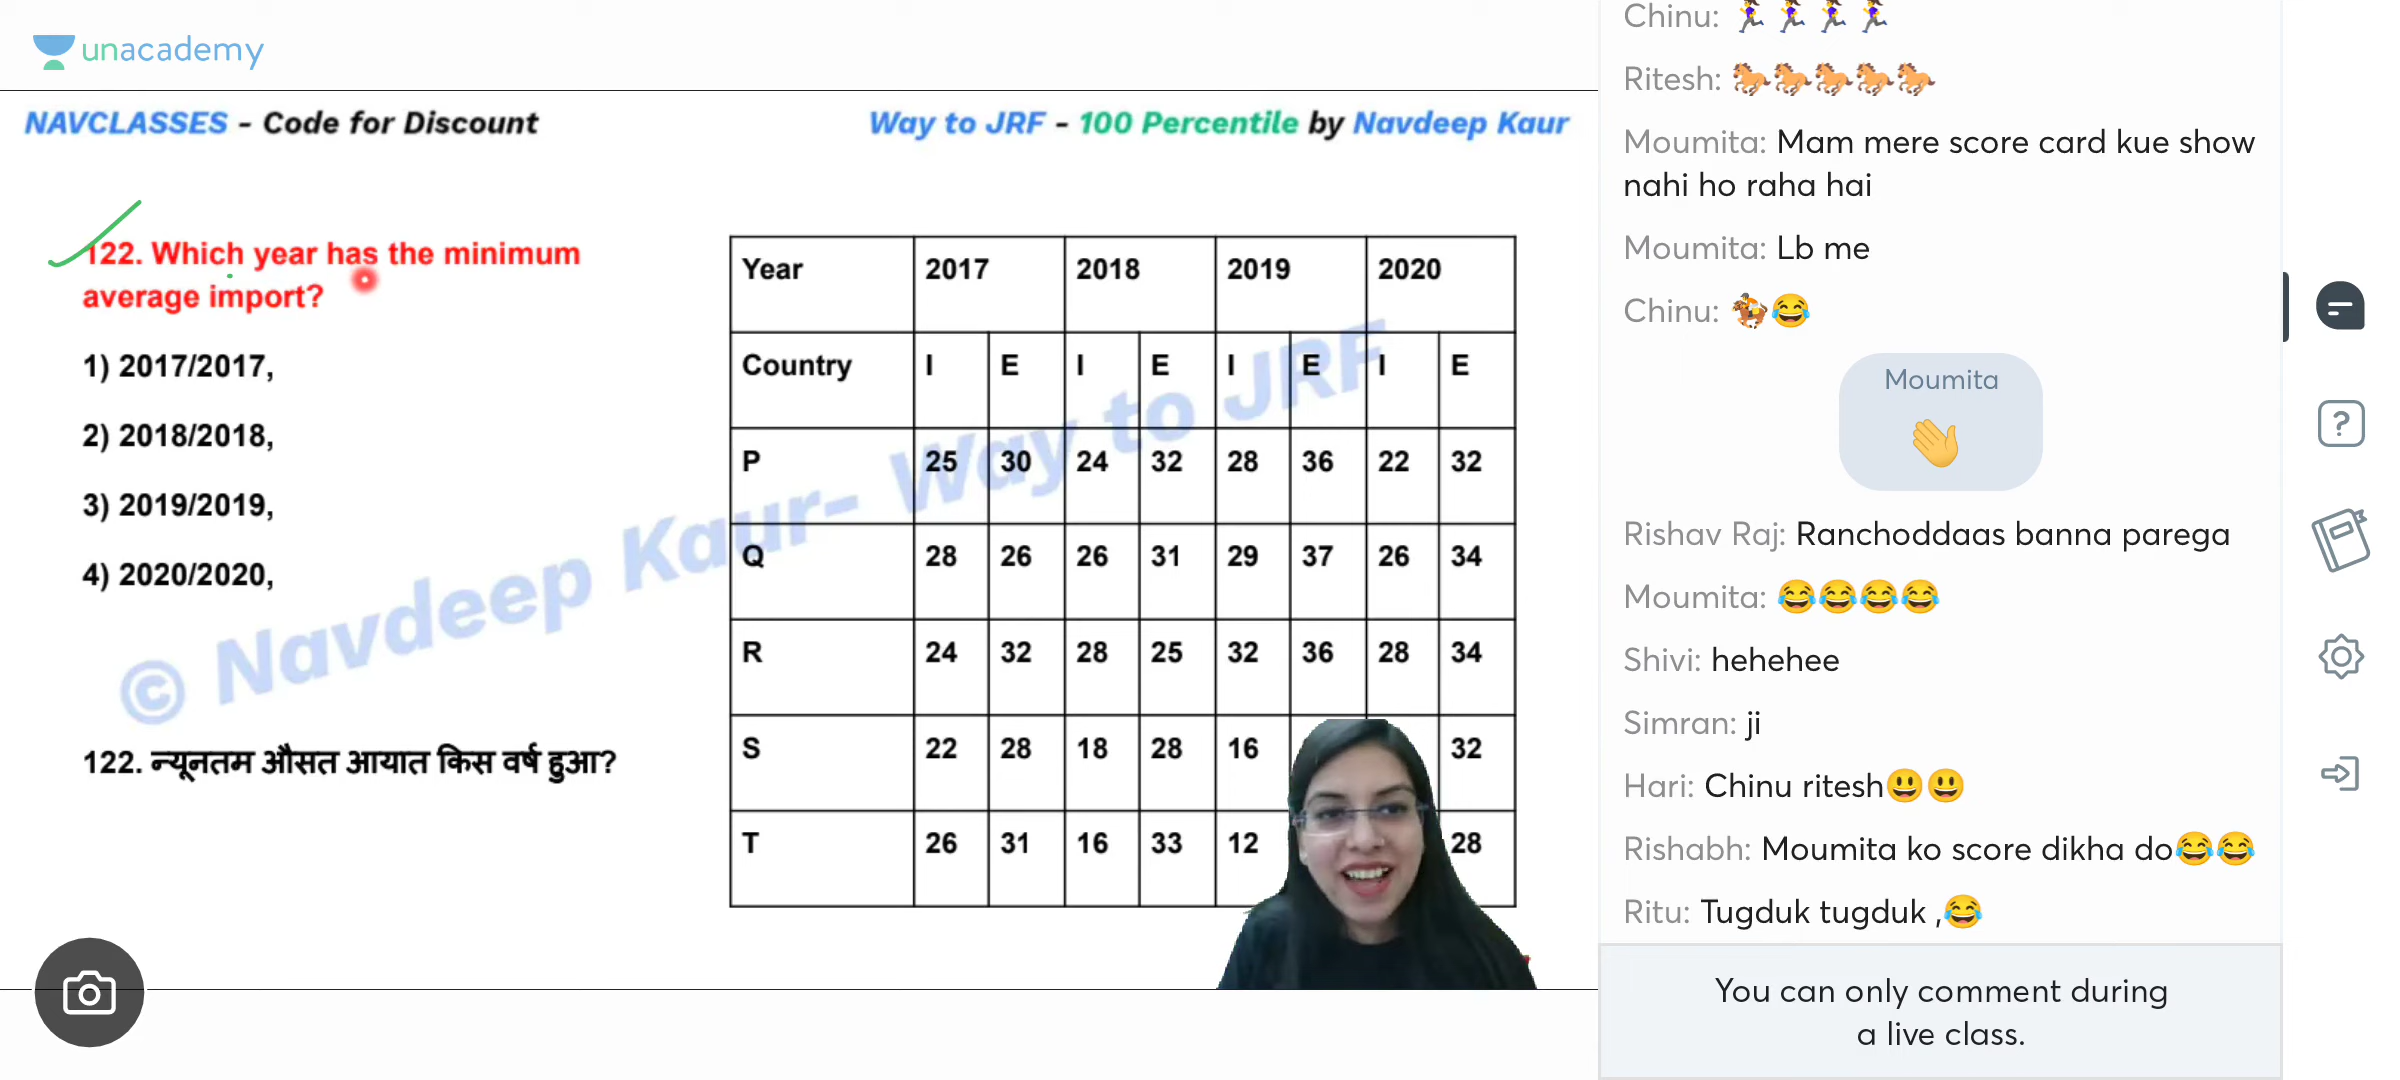 unacademy
NAVCLASSES - Code for Discount
Way to JRF - 100 Percentile by Navdeep Kaur
122. Which year has the minimum
average import?
1) 2017/2017,
2) 2018/2018,
3) 2019/2019,
4) 2020/2020,
122. न्यूनतम औसत आयात किस वर्ष हुआ?
Year 2017 2018 2019 2020
Country I E I E I E I E
P 25 30 24 32 28 36 22 32
Q 28 26 26 31 29 37 26 34
R 24 32 28 25 32 36 28 34
S 22 28 18 28 16 32
T 26 31 16 33 12 28
© Navdeep Kaur- Way to JRF
Chinu: 🏃‍♀️🏃‍♀️🏃‍♀️🏃‍♀️
Ritesh: 🐎🐎🐎🐎🐎
Moumita: Mam mere score card kue show
nahi ho raha hai
Moumita: Lb me
Chinu: 🏇😂
Moumita
👋
Rishav Raj: Ranchoddaas banna parega
Moumita: 😂😂😂😂
Shivi: hehehee
Simran: ji
Hari: Chinu ritesh😃😃
Rishabh: Moumita ko score dikha do😂😂
Ritu: Tugduk tugduk ,😂
You can only comment during
a live class.
?